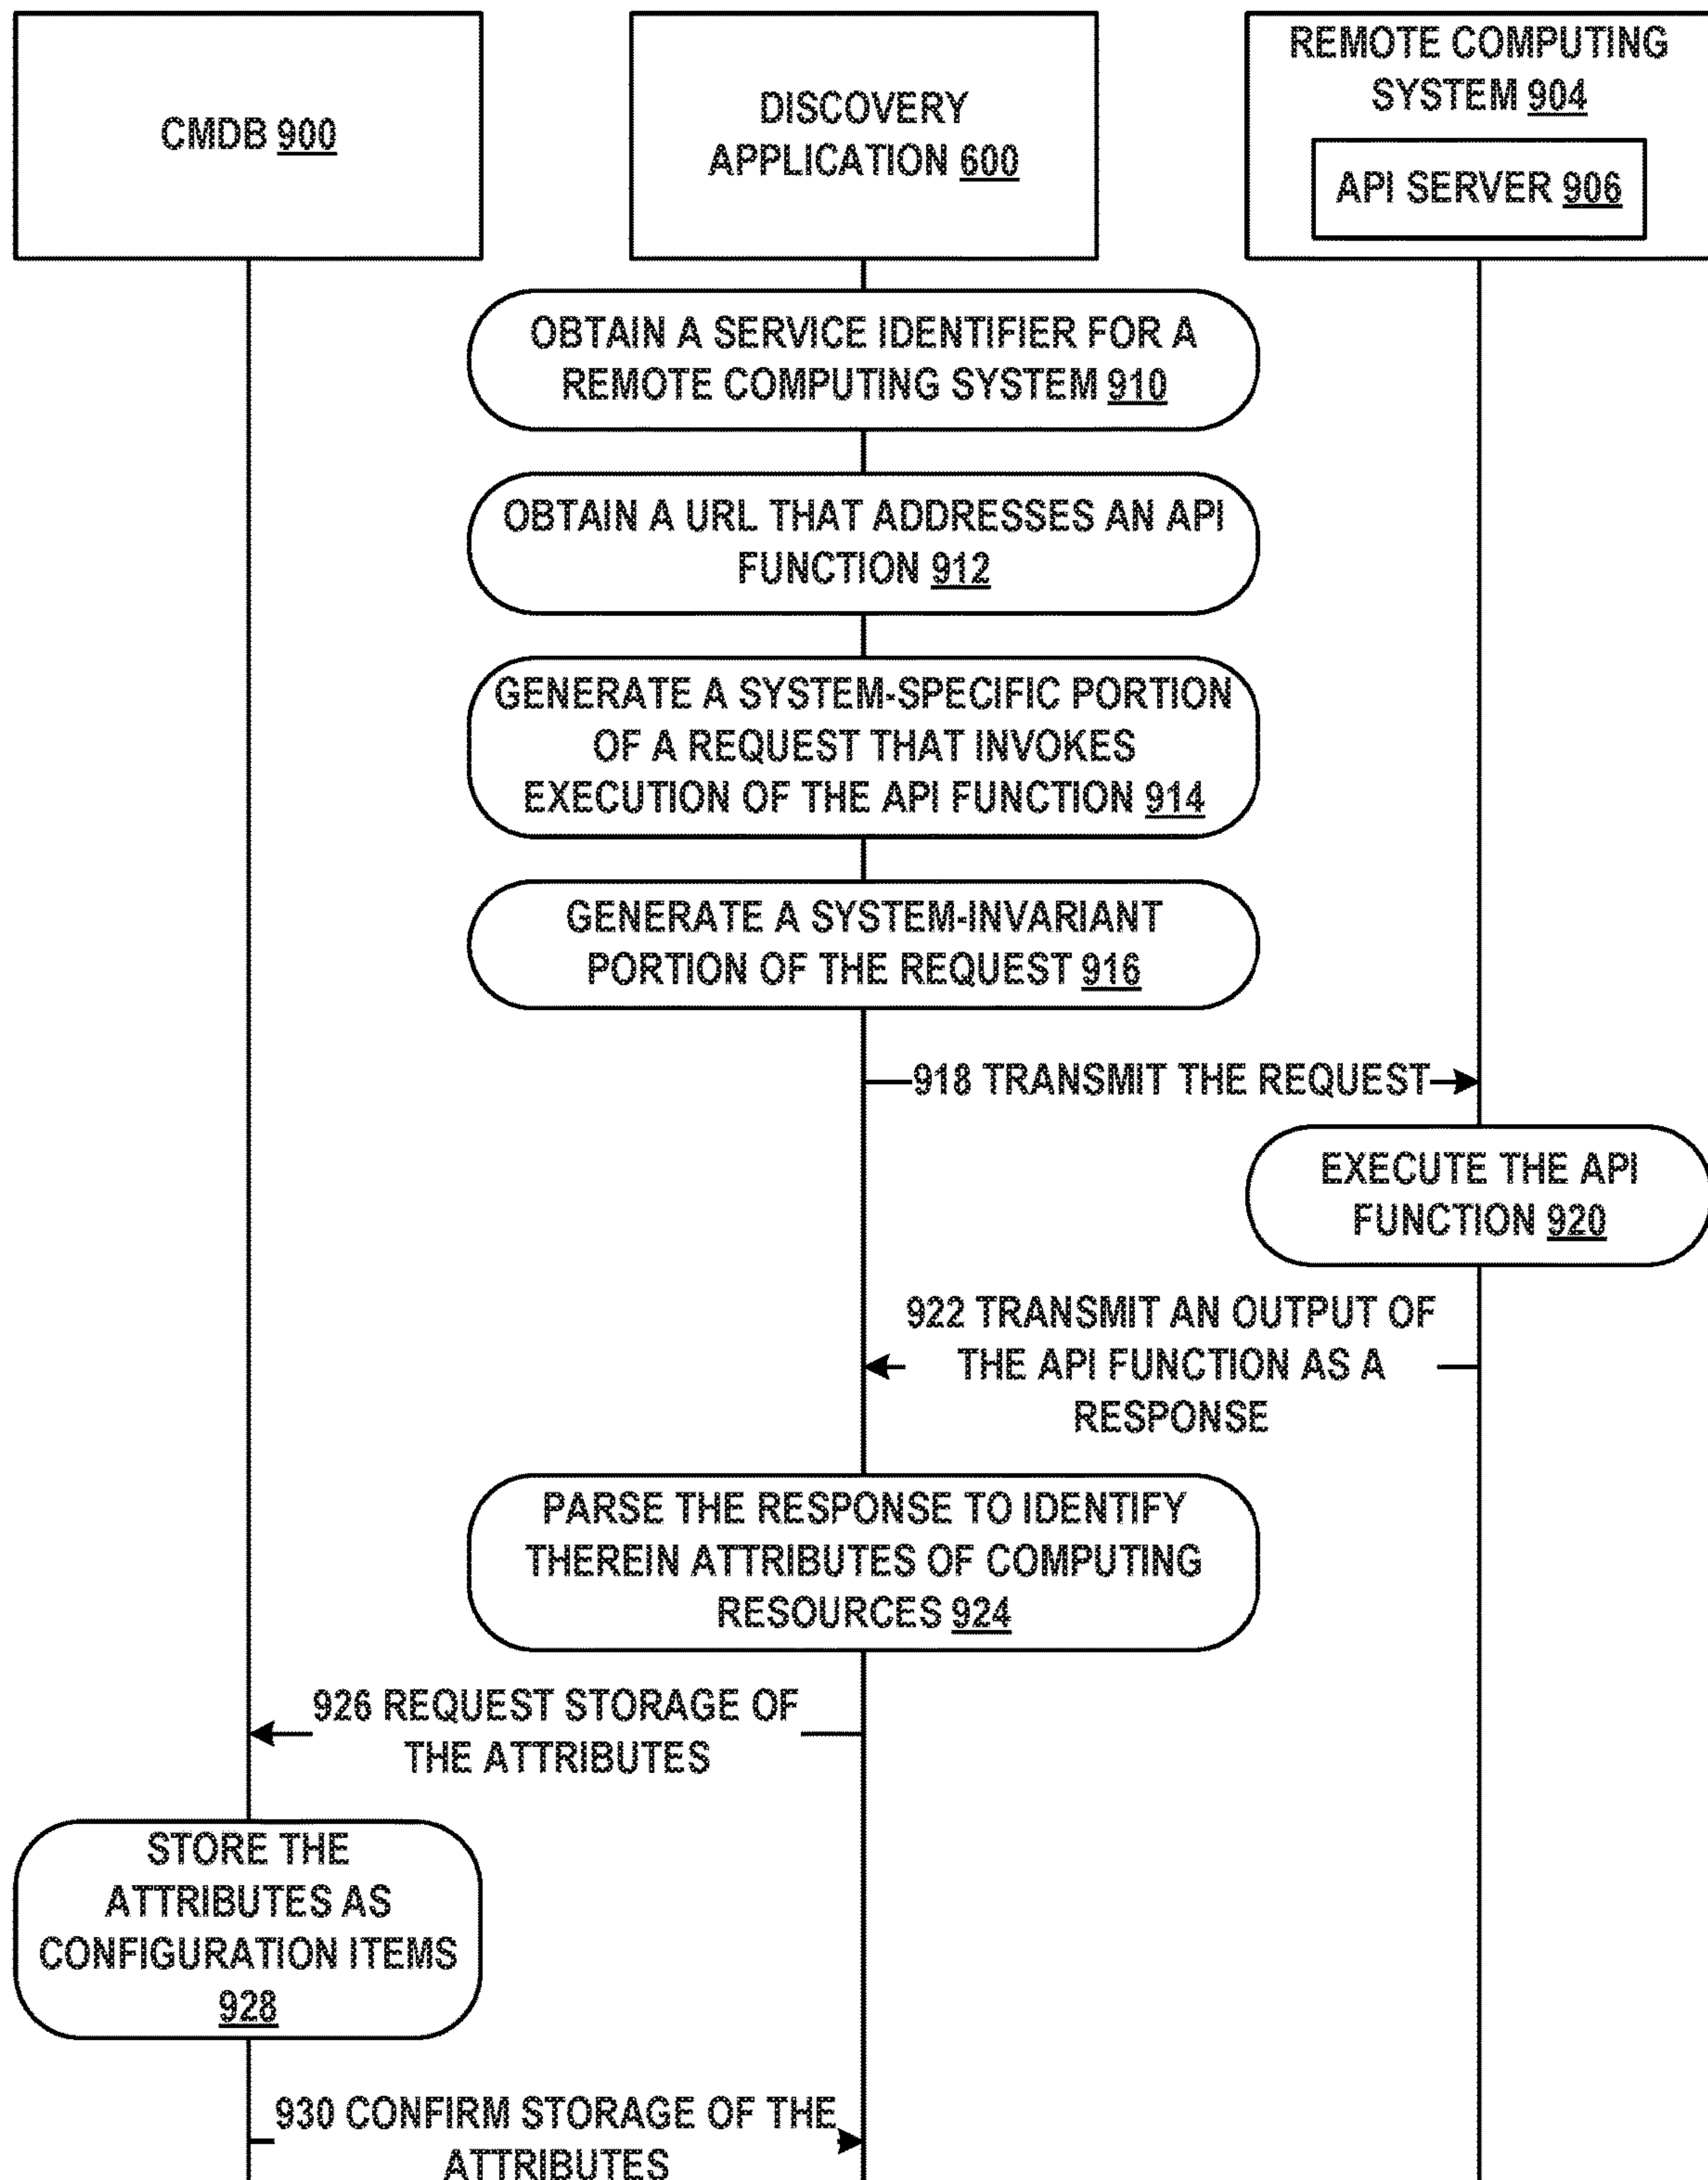 CMDB 900
DISCOVERY
APPLICATION 600
REMOTE COMPUTING
SYSTEM 904
API SERVER 906
OBTAIN A SERVICE IDENTIFIER FOR A
REMOTE COMPUTING SYSTEM 910
OBTAIN A URL THAT ADDRESSES AN API
FUNCTION 912
GENERATE A SYSTEM-SPECIFIC PORTION
OF A REQUEST THAT INVOKES
EXECUTION OF THE API FUNCTION 914
GENERATE A SYSTEM-INVARIANT
PORTION OF THE REQUEST 916
918 TRANSMIT THE REQUEST
EXECUTE THE API
FUNCTION 920
922 TRANSMIT AN OUTPUT OF
THE API FUNCTION AS A
RESPONSE
PARSE THE RESPONSE TO IDENTIFY
THEREIN ATTRIBUTES OF COMPUTING
RESOURCES 924
926 REQUEST STORAGE OF
THE ATTRIBUTES
STORE THE
ATTRIBUTES AS
CONFIGURATION ITEMS
928
930 CONFIRM STORAGE OF THE
ATTRIBUTES